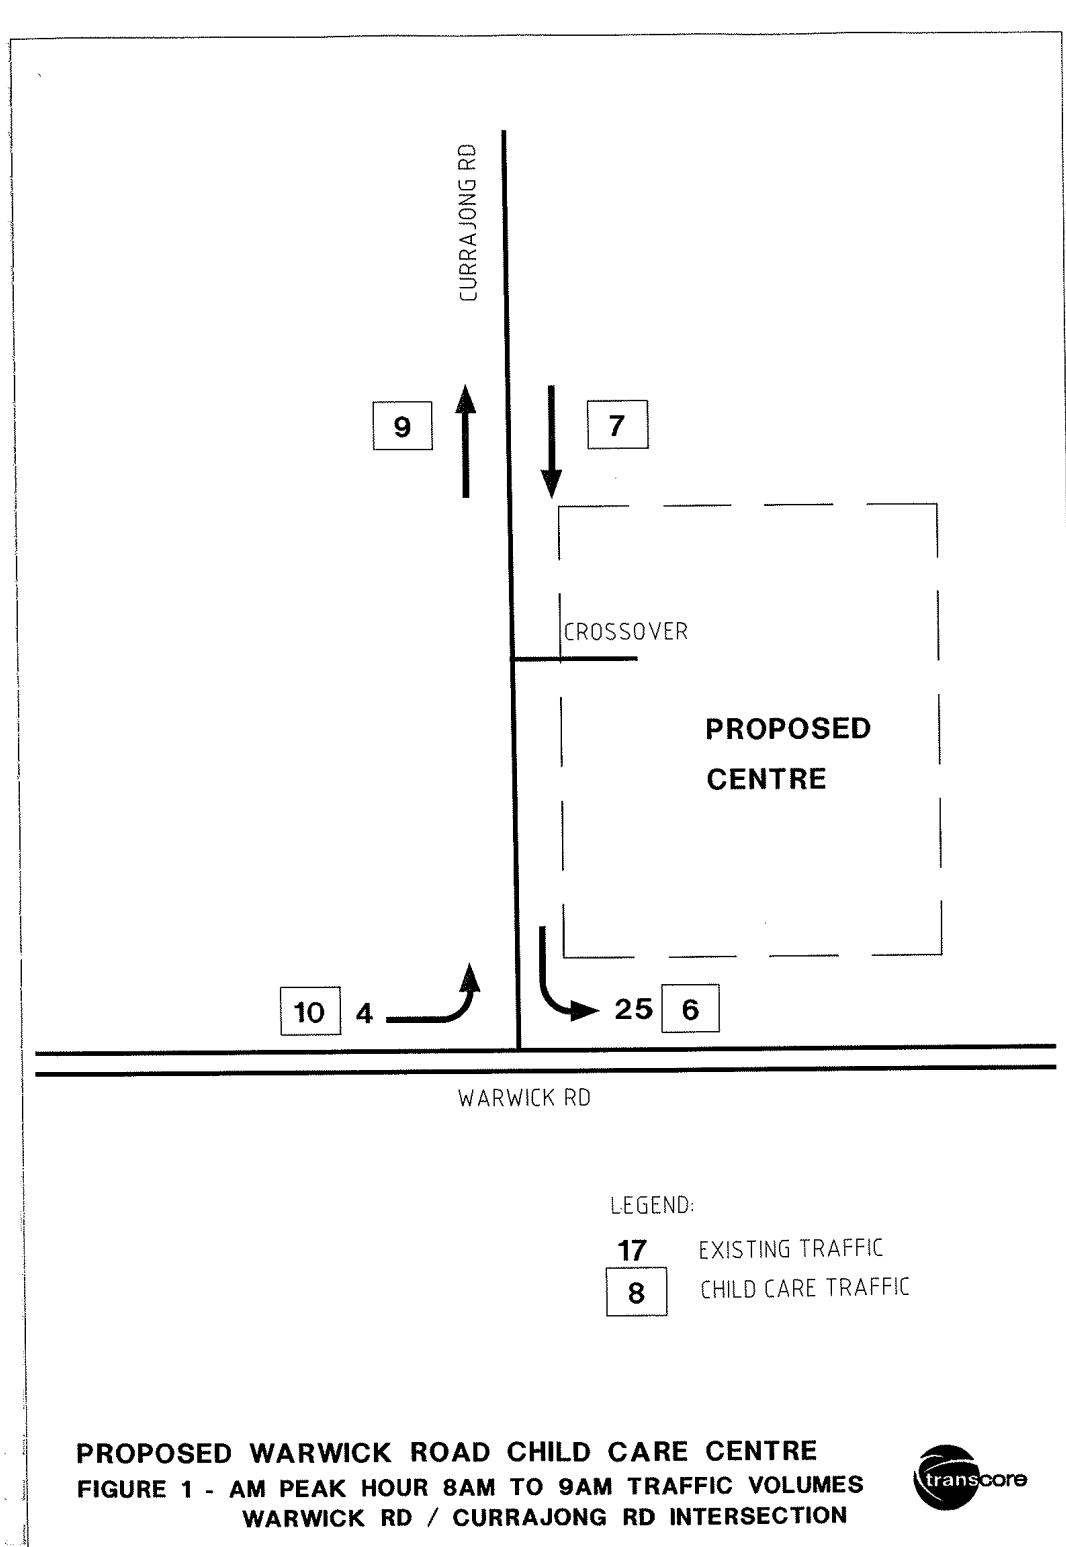 CURRAJONG RD
9
7
CROSSOVER
PROPOSED
CENTRE
10 4
25 6
WARWICK RD
LEGEND:
17 EXISTING TRAFFIC
8 CHILD CARE TRAFFIC
PROPOSED WARWICK ROAD CHILD CARE CENTRE
FIGURE 1 - AM PEAK HOUR 8AM TO 9AM TRAFFIC VOLUMES
WARWICK RD / CURRAJONG RD INTERSECTION
transcore